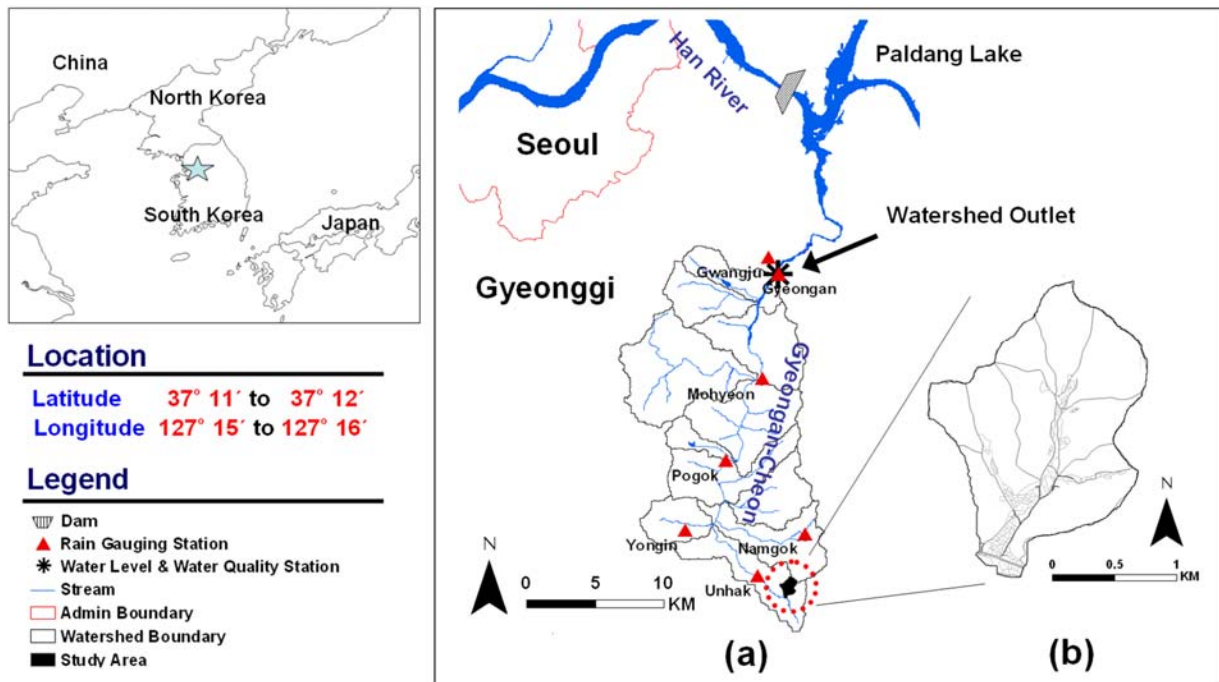 China
North Korea
South Korea
Japan
Location
Latitude 37° 11′ to 37° 12′
Longitude 127° 15′ to 127° 16′
Legend
Dam
Rain Gauging Station
Water Level & Water Quality Station
Stream
Admin Boundary
Watershed Boundary
Study Area
Han River
Paldang Lake
Seoul
Watershed Outlet
Gyeonggi
Gwangju
Gyeongan
Gyeongan-Cheon
Mohyeon
Pogok
Yongin
Namgok
Unhak
N
0 5 10
KM
(a)
N
0 0.5 1
KM
(b)